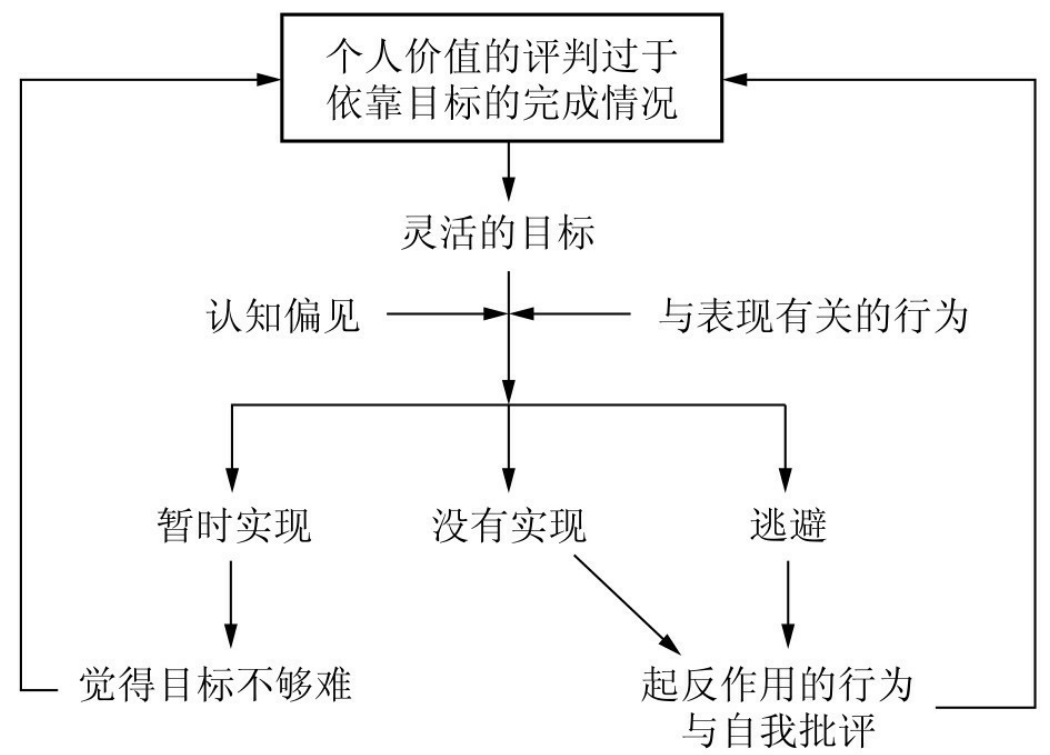 个人价值的评判过于
依靠目标的完成情况
灵活的目标
认知偏见
与表现有关的行为
暂时实现
没有实现
逃避
觉得目标不够难
起反作用的行为
与自我批评